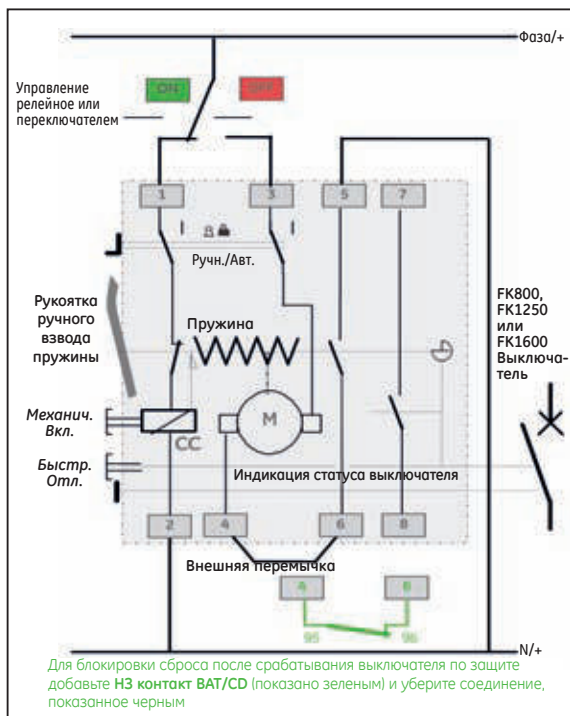 Фаза/+
Управление
релейное или
переключателем
ON
OFF
1
3
5
7
Ручн./Авт.
Рукоятка
ручного
взвода
пружины
Пружина
FK800,
FK1250
или
FK1600
Выключа-
тель
M
Механич.
Вкл.
CC
Быстр.
Отл.
Индикация статуса выключателя
2
4
6
8
Внешняя перемычка
A
B
95
96
N/+
Для блокировки сброса после срабатывания выключателя по защите
добавьте НЗ контакт BAT/CD (показано зеленым) и уберите соединение,
показанное черным